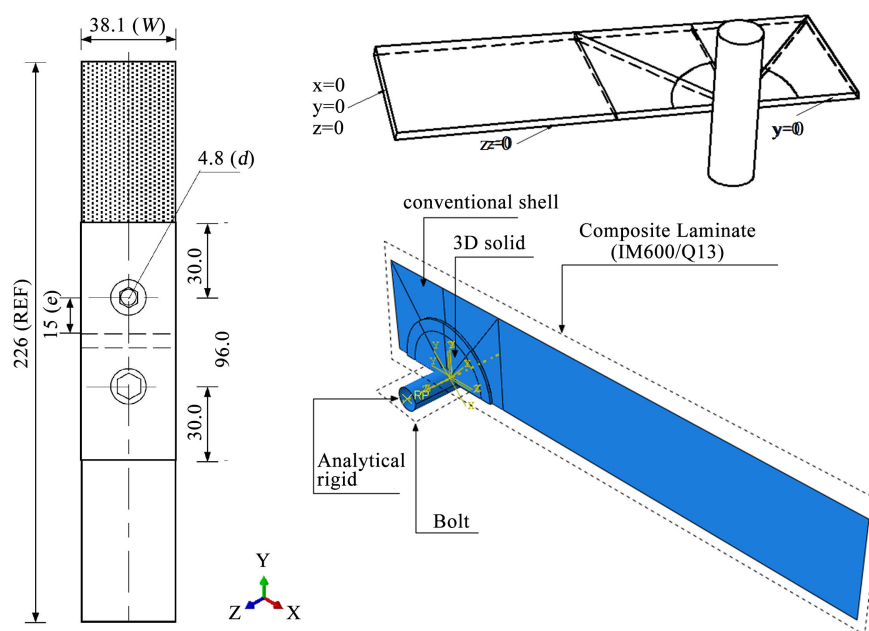 38.1 (W)
4.8 (d)
226 (REF)
15 (e)
30.0
96.0
30.0
Y
Z
X
x=0
y=0
z=0
z=0
y=0
conventional shell
3D solid
Composite Laminate
(IM600/Q13)
RP
Analytical
rigid
Bolt